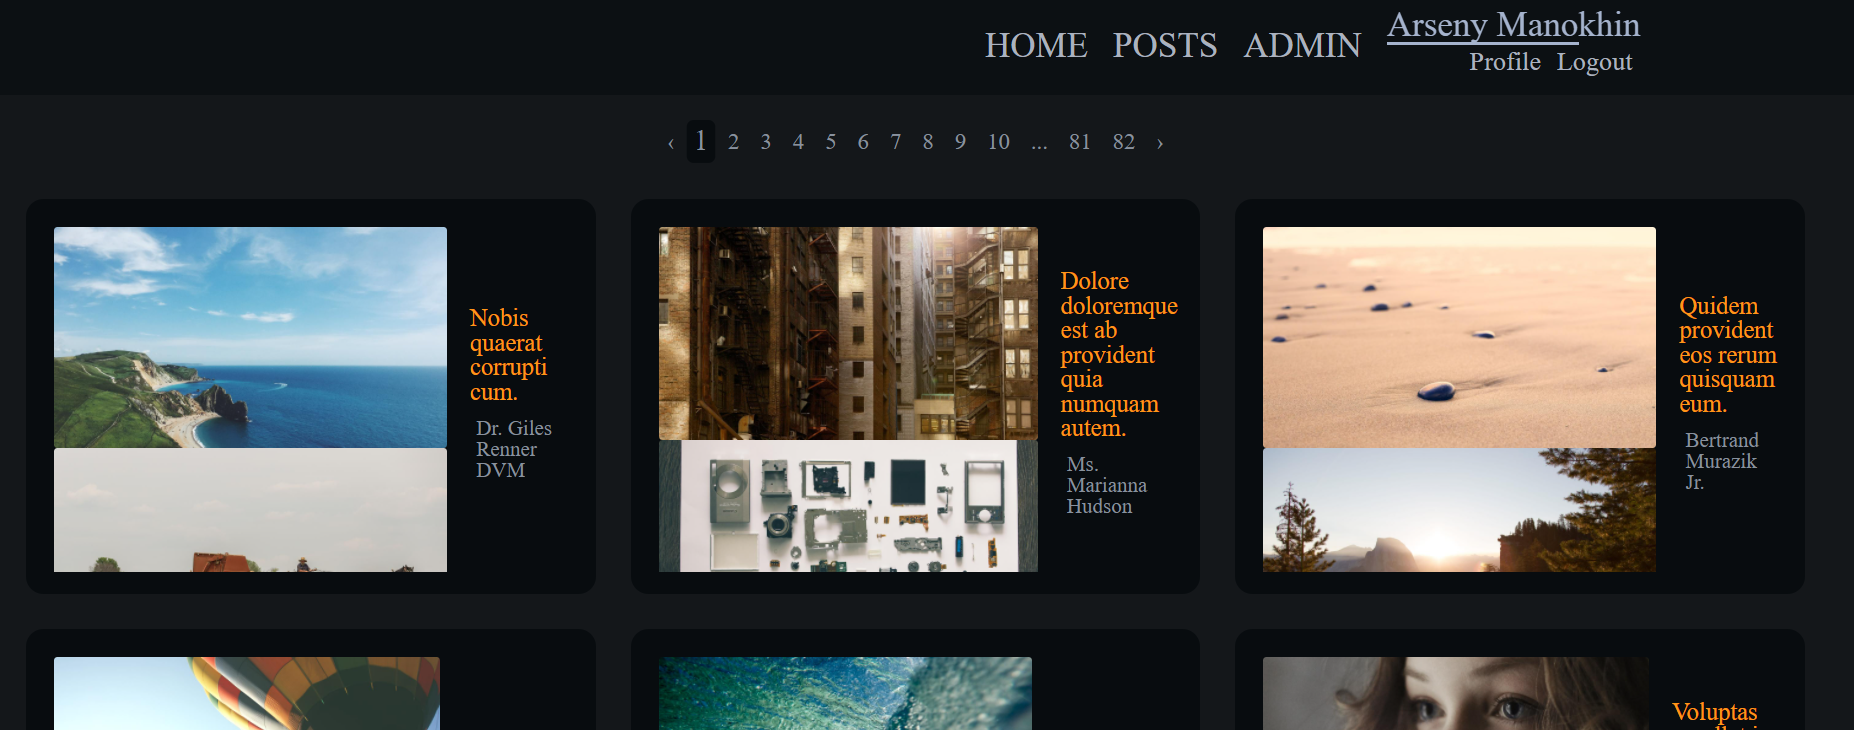 HOME POSTS ADMIN Arseny Manokhin
Profile Logout
‹ 1 2 3 4 5 6 7 8 9 10 ... 81 82 ›
Nobis
quaerat
corrupti
cum.
Dr. Giles
Renner
DVM
Dolore
doloremque
est ab
provident
quia
numquam
autem.
Ms.
Marianna
Hudson
Quidem
provident
eos rerum
quisquam
eum.
Bertrand
Murazik
Jr.
Voluptas